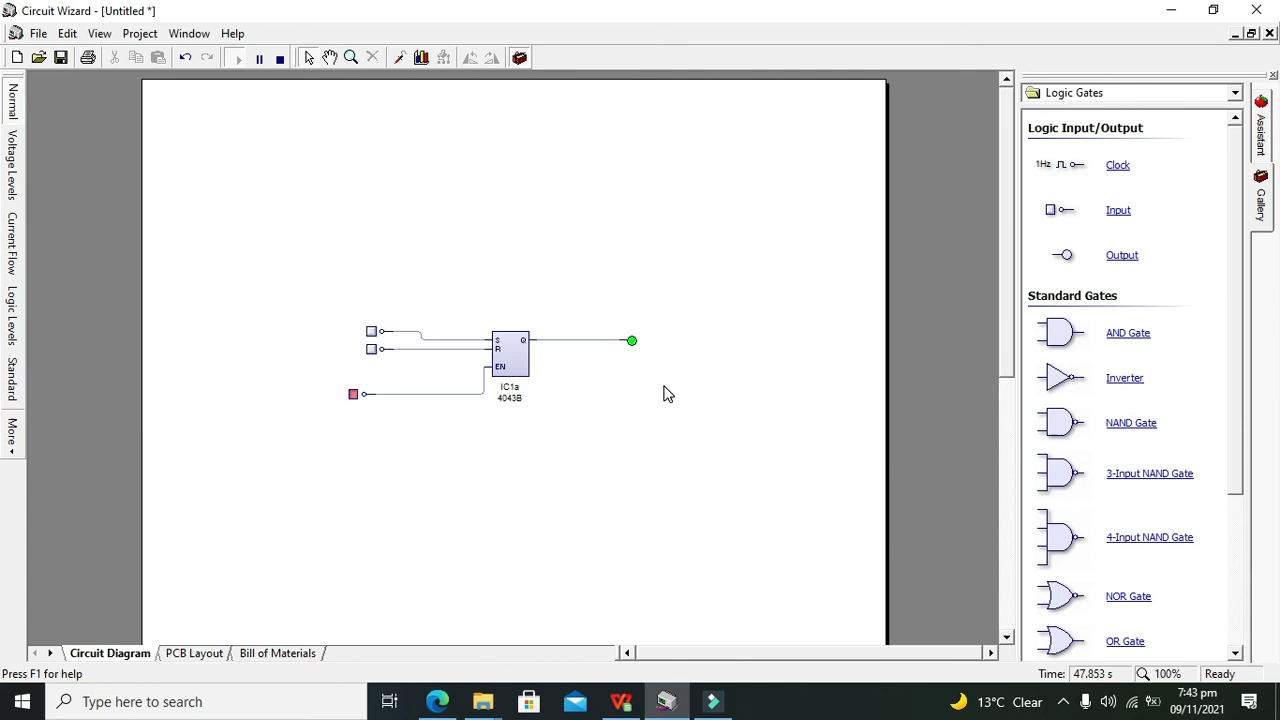 Circuit Wizard - [Untitled *]
File Edit View Project Window Help
Normal
Voltage Levels
Current Flow
Logic Levels
Standard
More
S Q
R
EN
IC1a
4043B
Logic Gates
Logic Input/Output
1Hz Clock
Input
Output
Standard Gates
AND Gate
Inverter
NAND Gate
3-Input NAND Gate
4-Input NAND Gate
NOR Gate
OR Gate
Assistant
Gallery
Circuit Diagram PCB Layout Bill of Materials
Press F1 for help Time: 47.853 s 100% Ready
Type here to search 13°C Clear 7:43 pm
09/11/2021